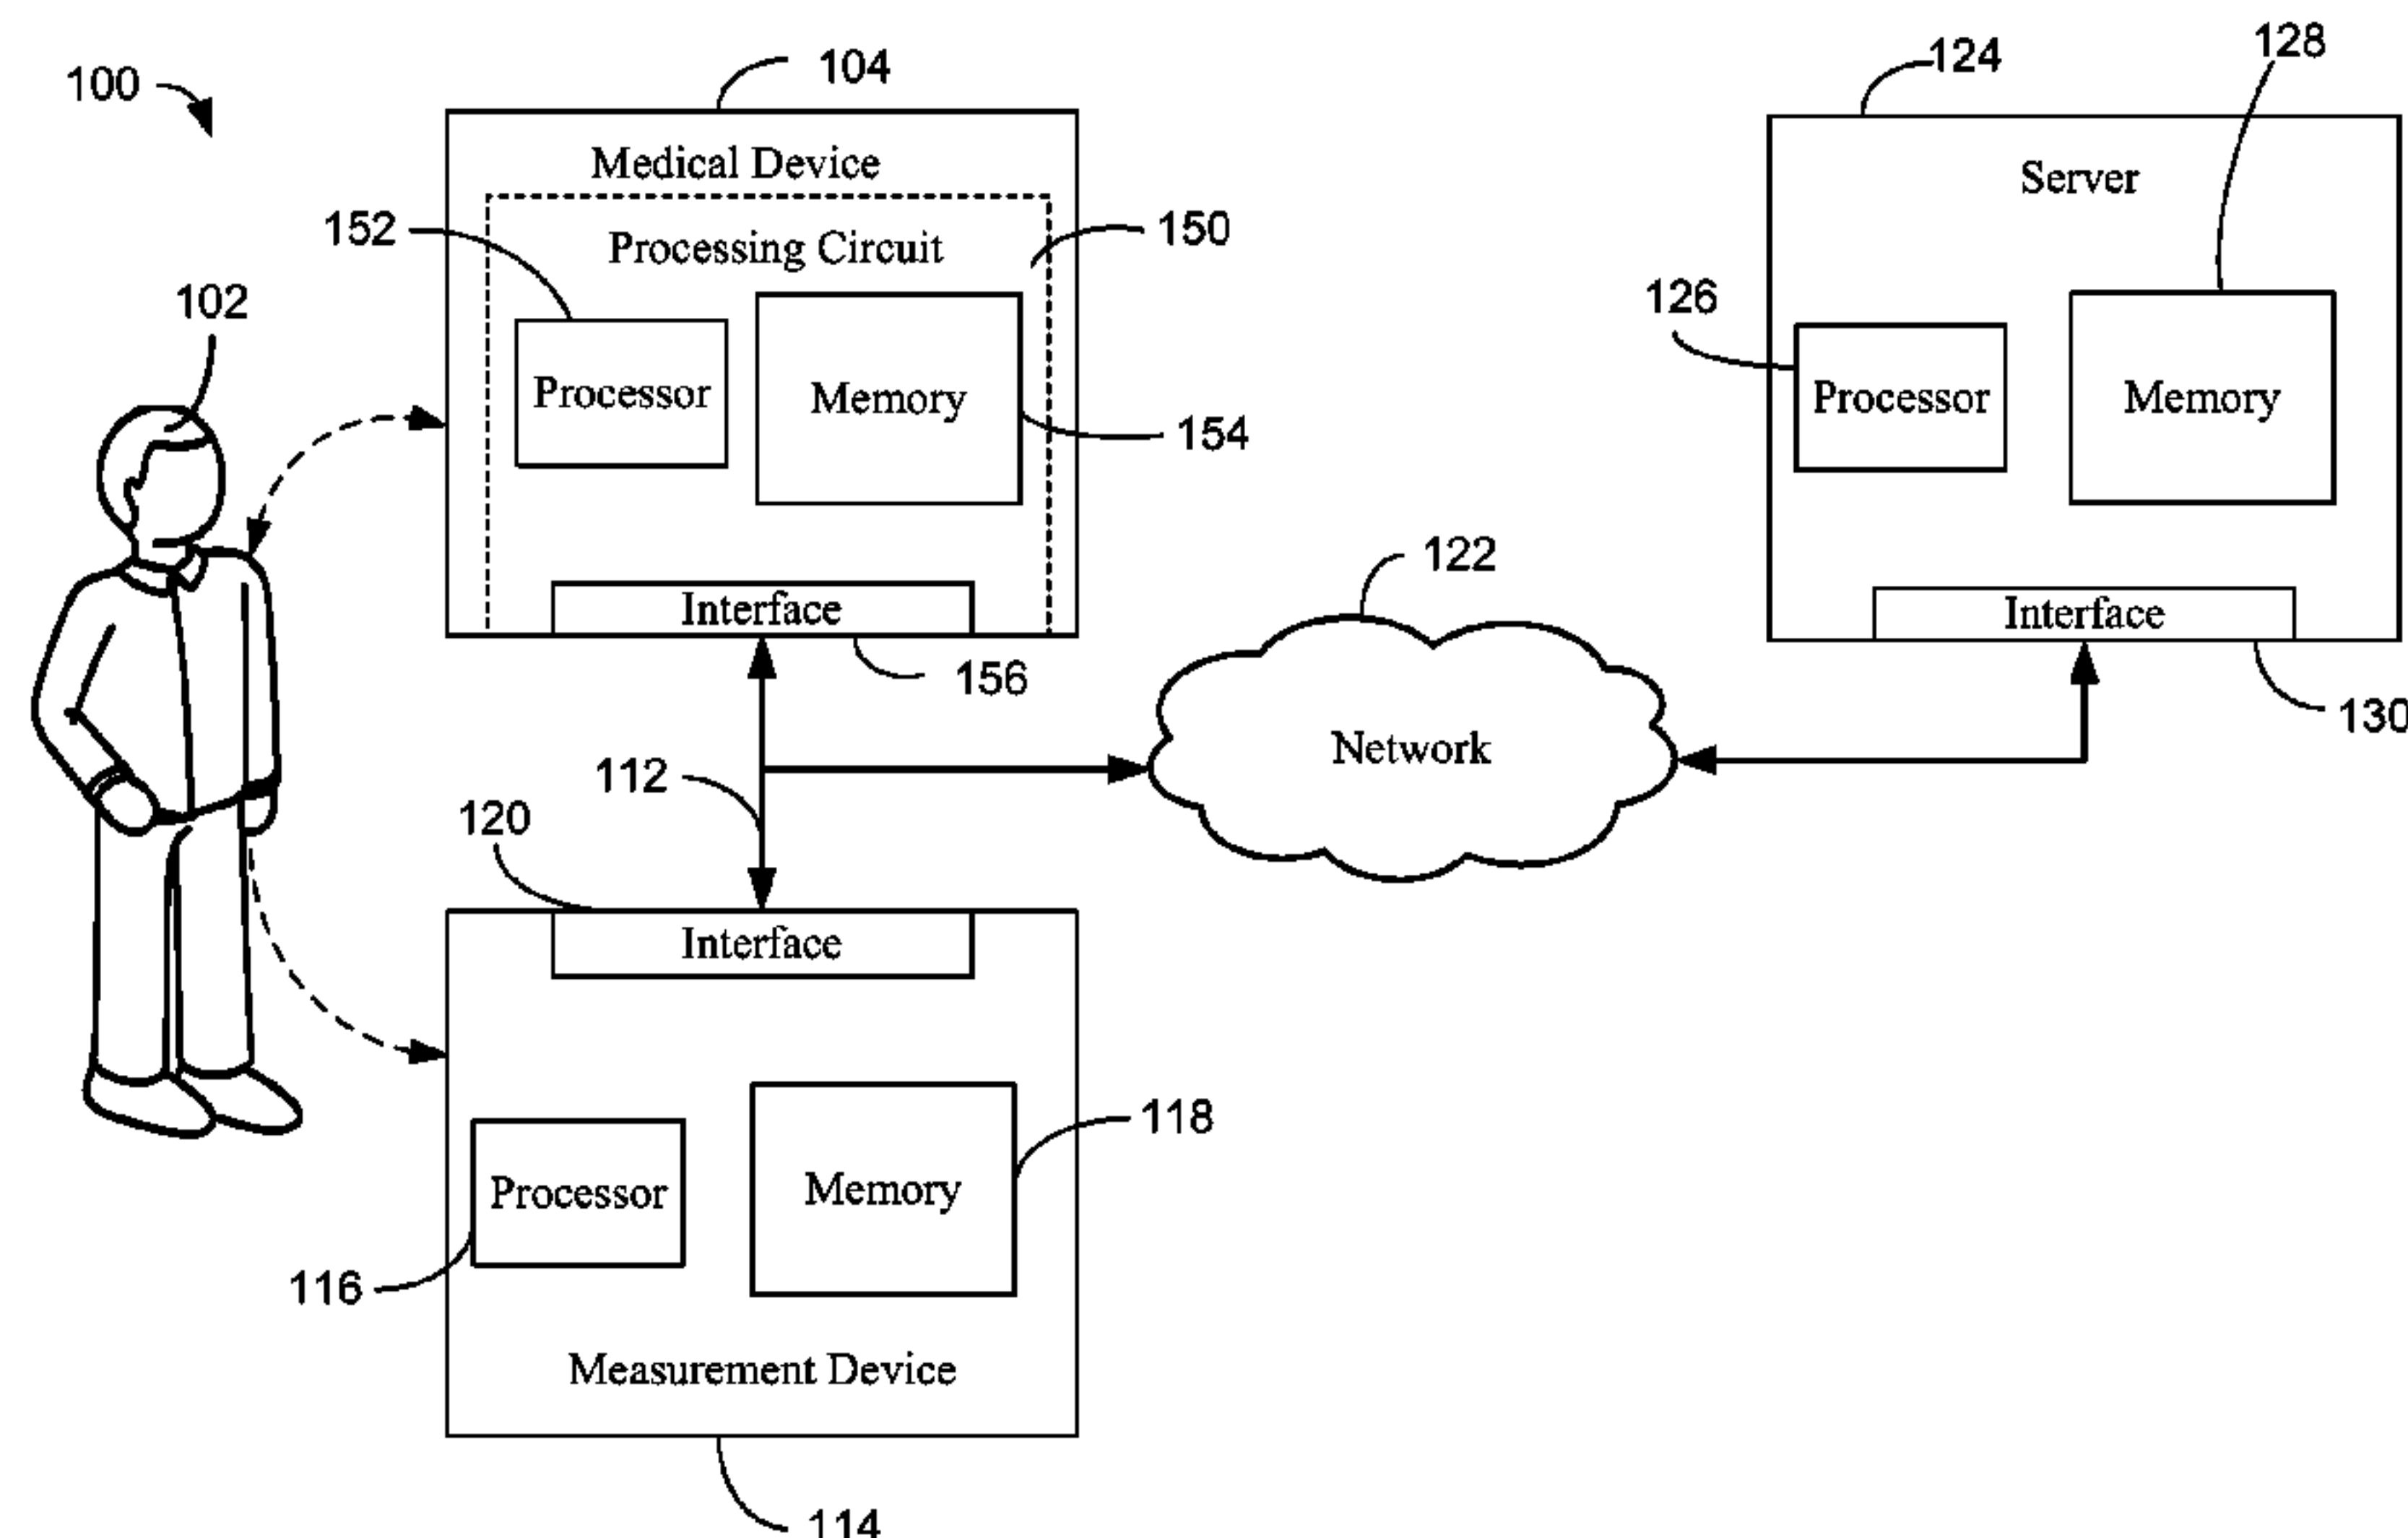 100
104
Medical Device
152
Processing Circuit
150
102
Processor
Memory
154
Interface
156
112
120
Interface
118
Processor
Memory
116
Measurement Device
114
122
Network
124
128
Server
126
Processor
Memory
Interface
130